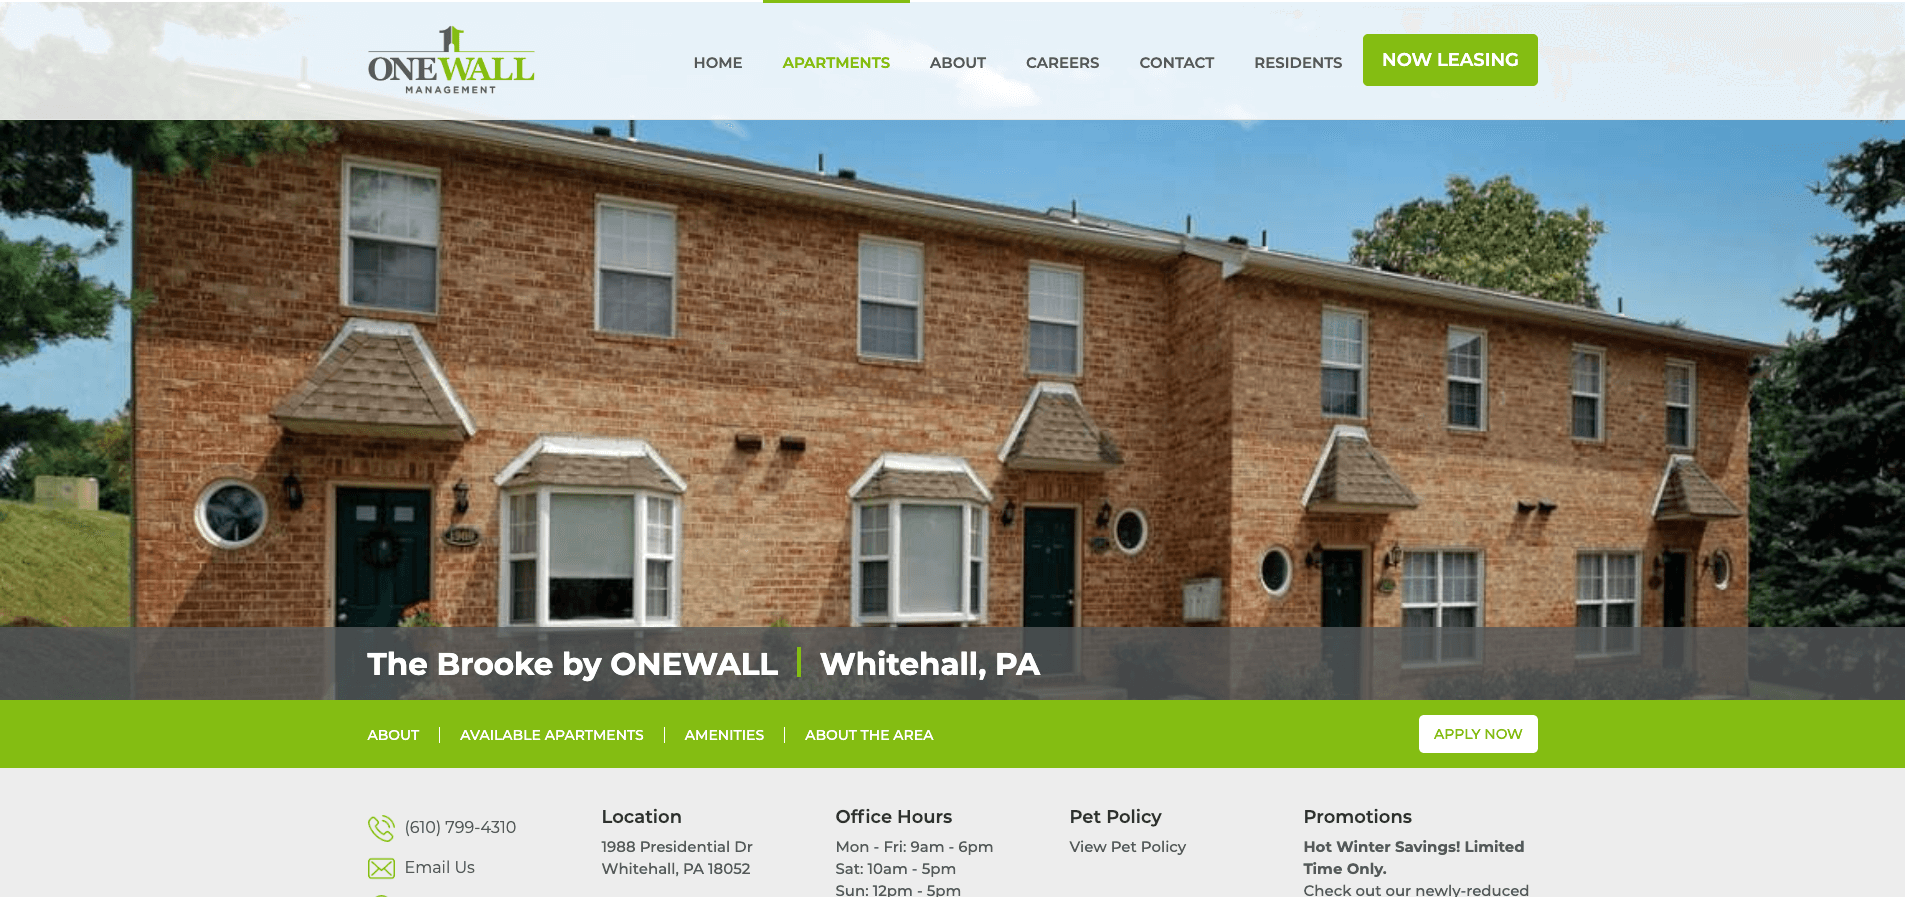 ONEWALL
MANAGEMENT
HOME
APARTMENTS
ABOUT
CAREERS
CONTACT
RESIDENTS
NOW LEASING
The Brooke by ONEWALL
Whitehall, PA
ABOUT
AVAILABLE APARTMENTS
AMENITIES
ABOUT THE AREA
APPLY NOW
(610) 799-4310
Email Us
Location
1988 Presidential Dr
Whitehall, PA 18052
Office Hours
Mon - Fri: 9am - 6pm
Sat: 10am - 5pm
Sun: 12pm - 5pm
Pet Policy
View Pet Policy
Promotions
Hot Winter Savings! Limited
Time Only.
Check out our newly-reduced